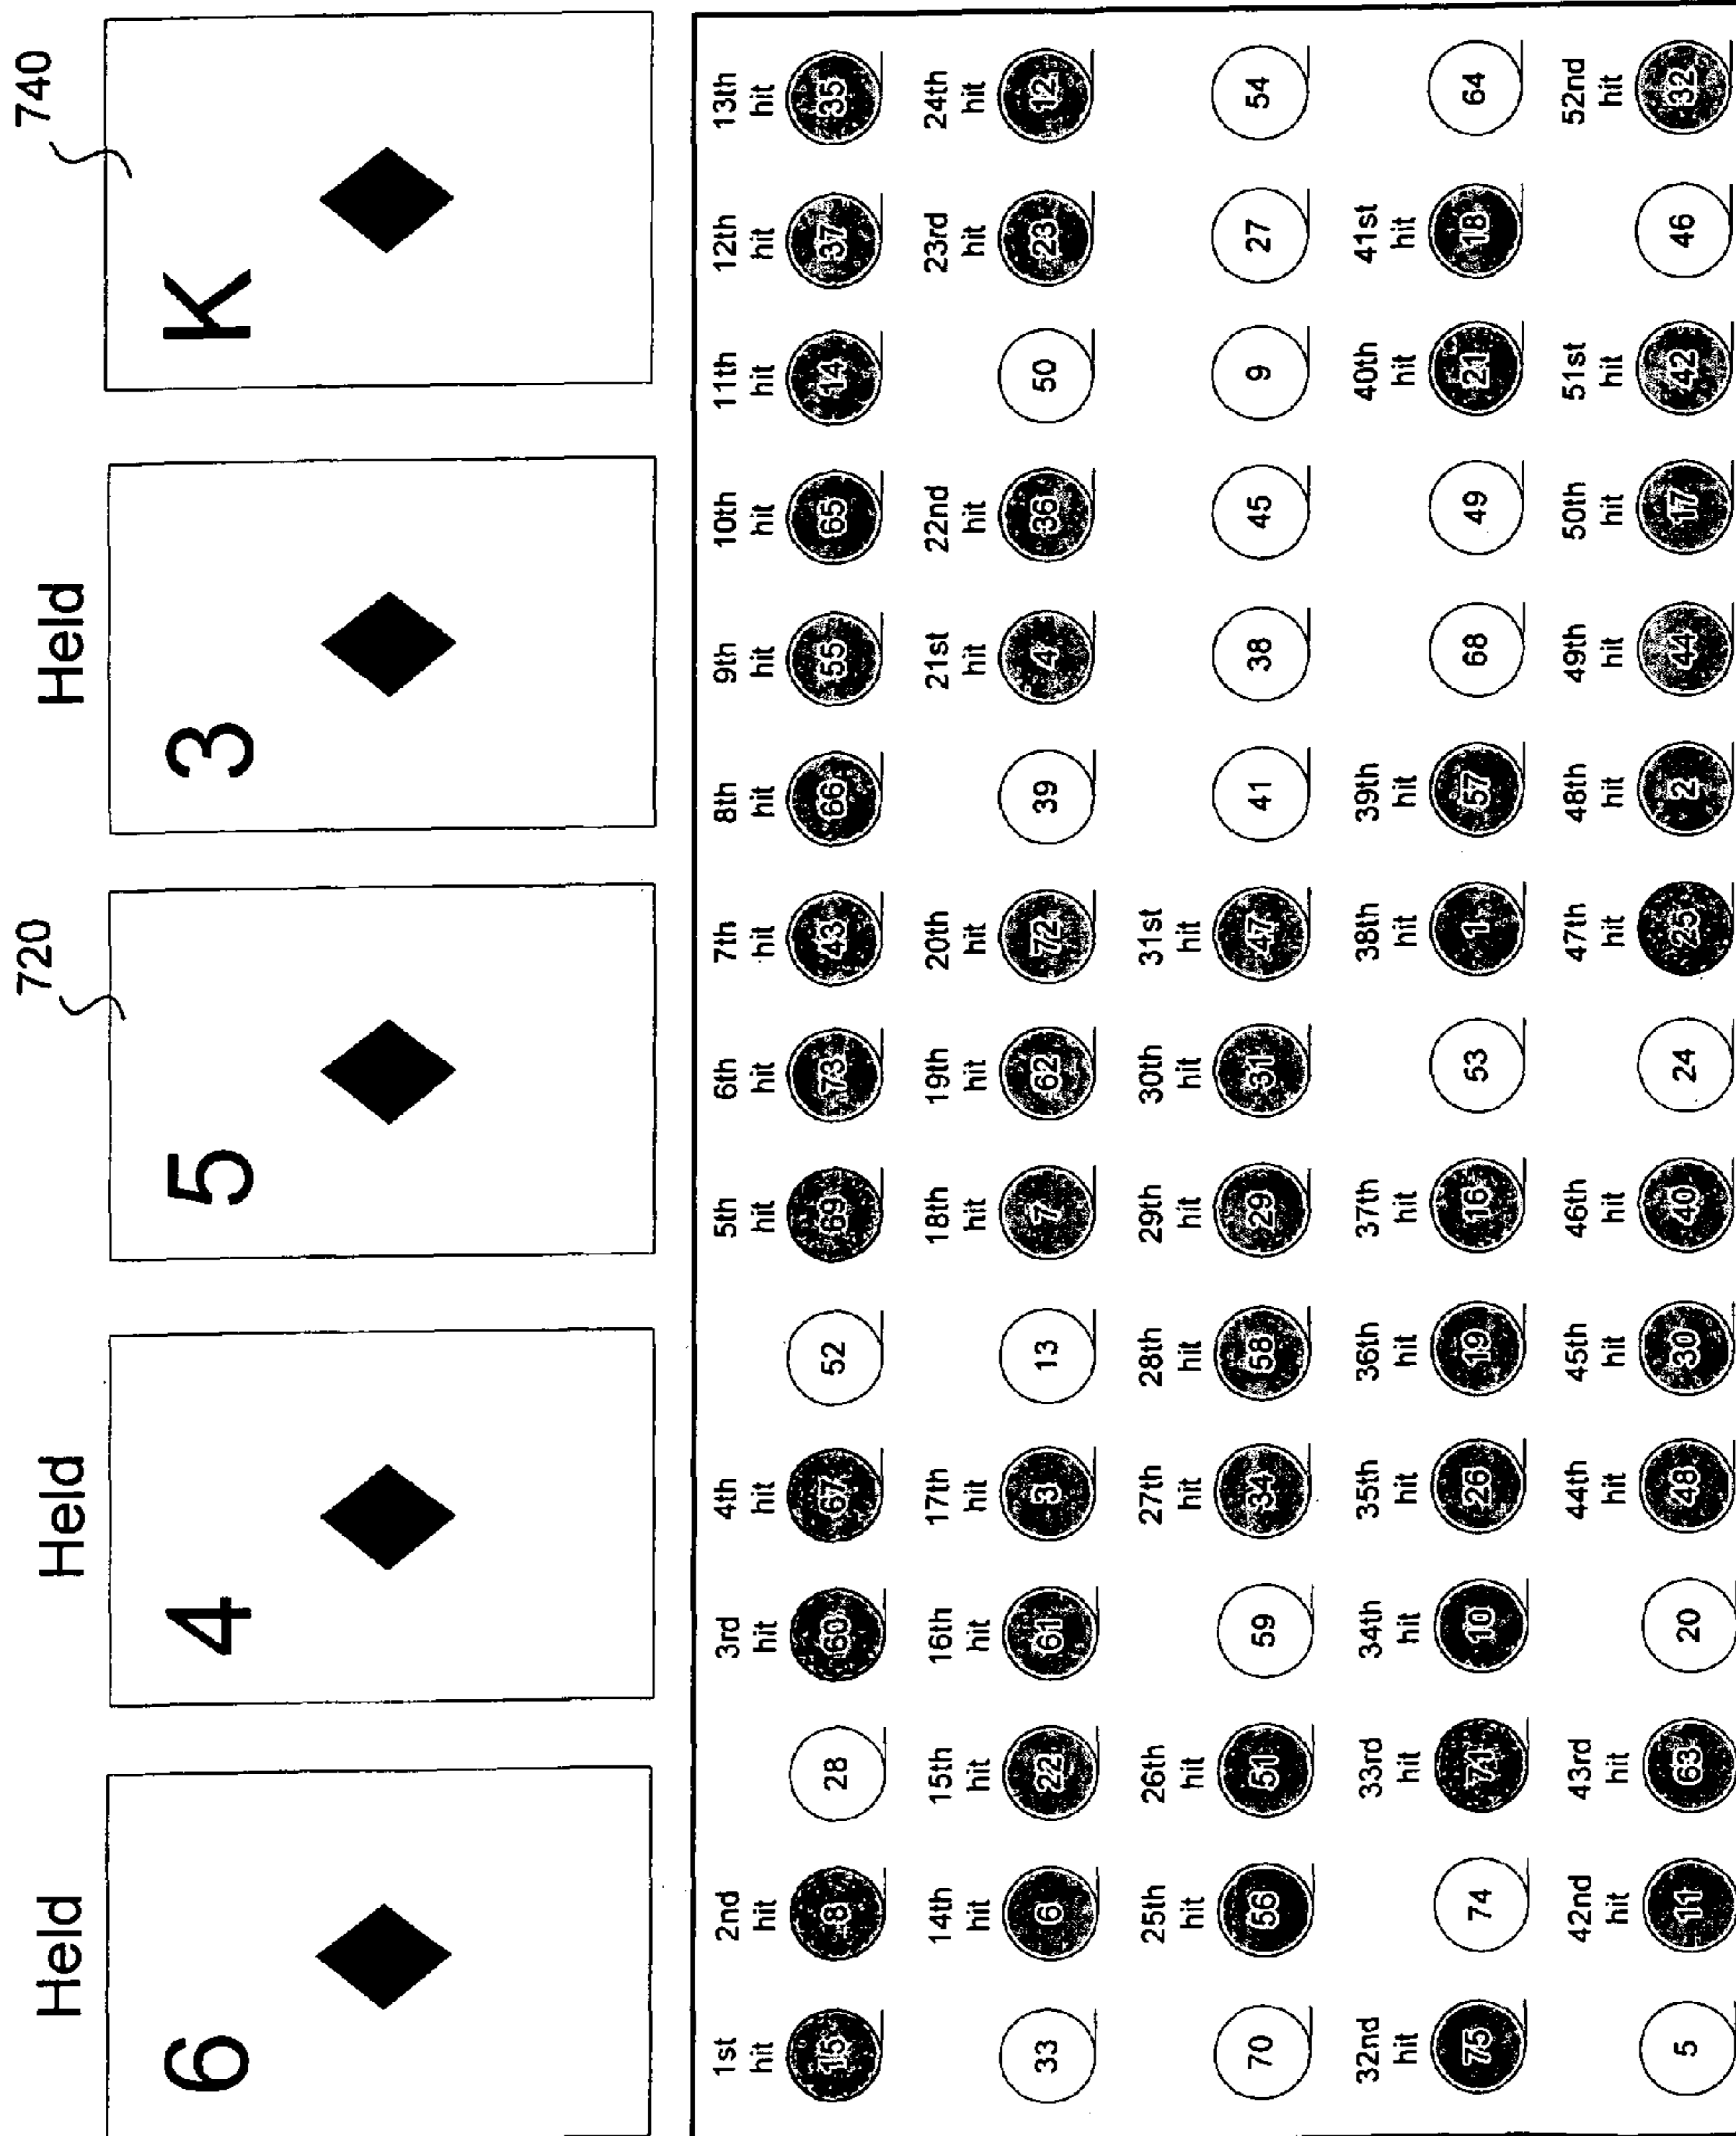 720 740
Held Held Held
6 4 5 3 K
1st 2nd 3rd 4th 5th 6th 7th 8th 9th 10th 11th 12th 13th
hit hit hit hit hit hit hit hit hit hit hit hit hit
15 8 28 60 67 52 69 73 43 66 55 65 14 37 35
14th 15th 16th 17th 18th 19th 20th 21st 22nd 23rd 24th
hit hit hit hit hit hit hit hit hit hit hit
33 6 22 61 3 13 7 62 72 39 4 36 50 23 12
25th 26th 27th 28th 29th 30th 31st
hit hit hit hit hit hit hit
70 56 51 59 34 58 29 31 47 41 38 45 9 27 54
32nd 33rd 34th 35th 36th 37th 38th 39th 40th 41st
hit hit hit hit hit hit hit hit hit hit
75 74 71 10 26 19 16 53 1 57 68 49 21 18 64
42nd 43rd 44th 45th 46th 47th 48th 49th 50th 51st 52nd
hit hit hit hit hit hit hit hit hit hit hit
5 11 63 20 48 30 40 24 25 2 44 17 42 46 32